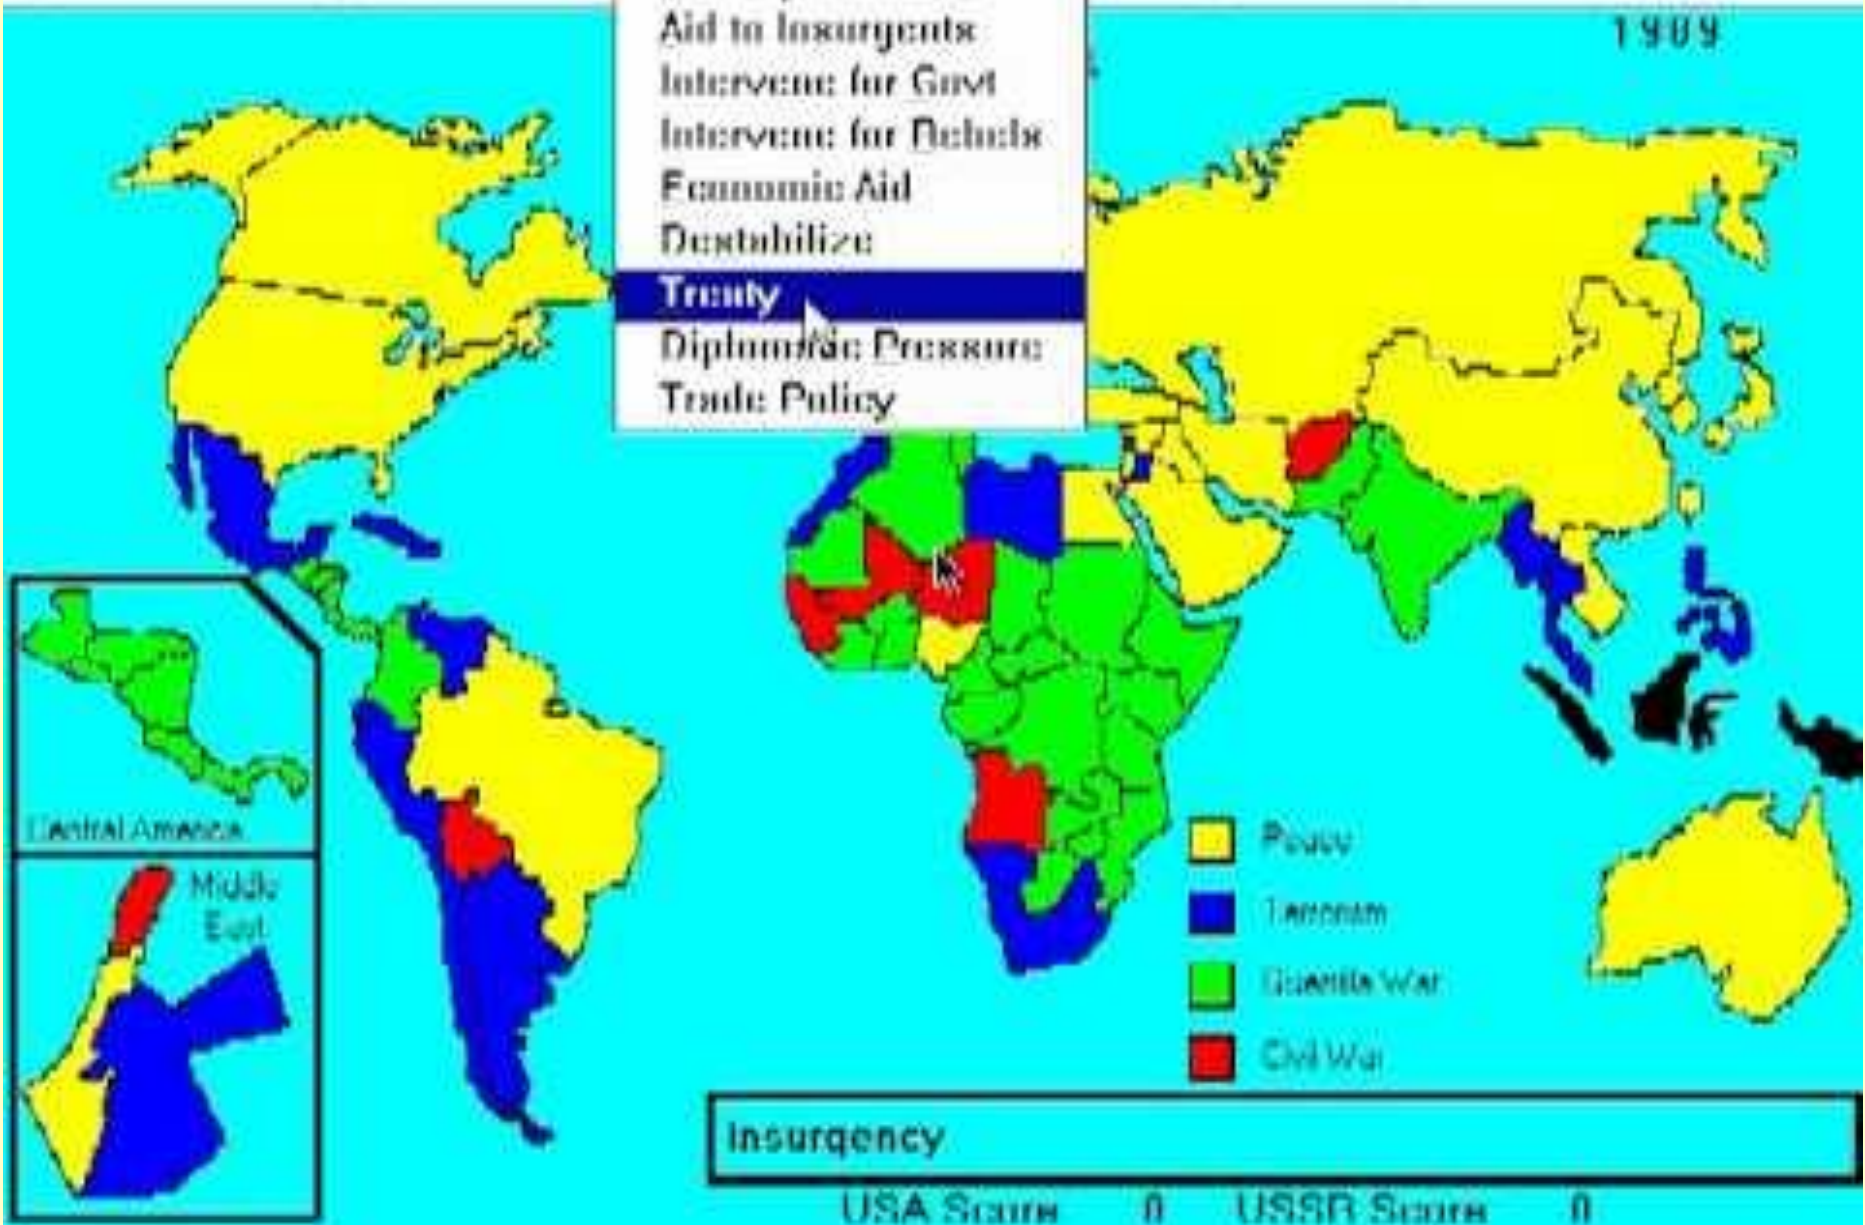 Aid to Insurgents
Intervene for Govt
Intervene for Rebels
Economic Aid
Destabilize
Treaty
Diplomatic Pressure
Trade Policy
1989
Central America
Middle
East
Peace
Terrorism
Guerilla War
Civil War
Insurgency
USA Score 0 USSR Score 0